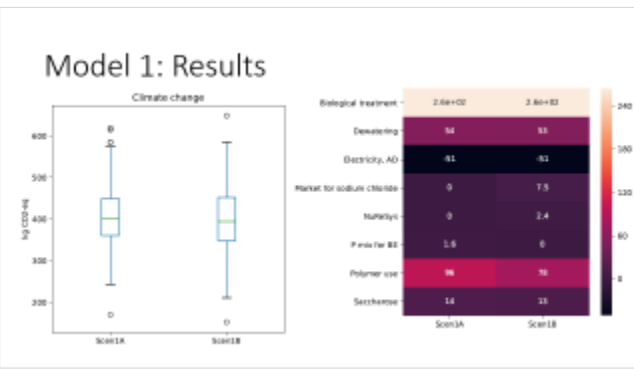 Model 1: Results
Climate change
kg CO2-eq
600
500
400
300
200
Scen1A Scen1B
Biological treatment 2.6e+02 2.6e+02
Dewatering 54 53
Electricity, AD
Market for sodium chloride 0 7.5
0 2.4
P mix for BE 1.6 0
Polymer use 96 78
Saccharose 14 13
Scen1A Scen1B
240
180
120
60
0